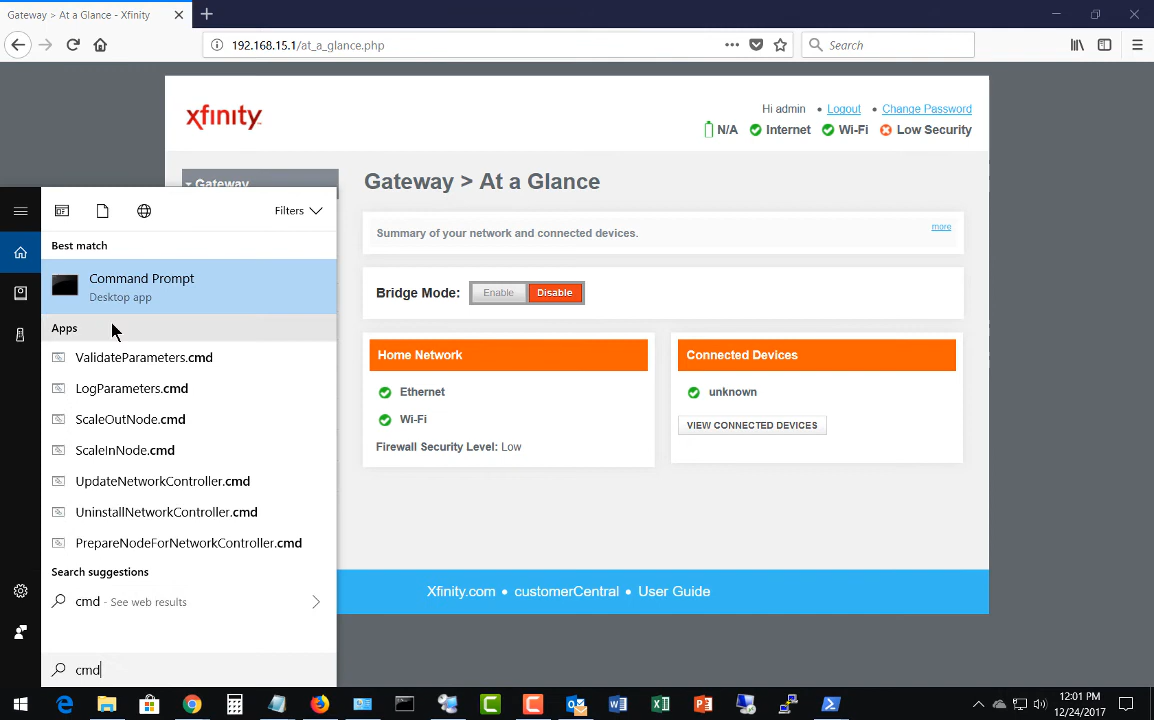 Gateway > At a Glance - Xfinity
192.168.15.1/at_a_glance.php
Search
xfinity
Hi admin • Logout • Change Password
N/A Internet Wi-Fi Low Security
Gateway
Gateway > At a Glance
Summary of your network and connected devices.
more
Bridge Mode: Enable Disable
Home Network
Ethernet
Wi-Fi
Firewall Security Level: Low
Connected Devices
unknown
VIEW CONNECTED DEVICES
Xfinity.com • customerCentral • User Guide
Filters
Best match
Command Prompt
Desktop app
Apps
ValidateParameters.cmd
LogParameters.cmd
ScaleOutNode.cmd
ScaleInNode.cmd
UpdateNetworkController.cmd
UninstallNetworkController.cmd
PrepareNodeForNetworkController.cmd
Search suggestions
cmd - See web results
cmd
12:01 PM
12/24/2017